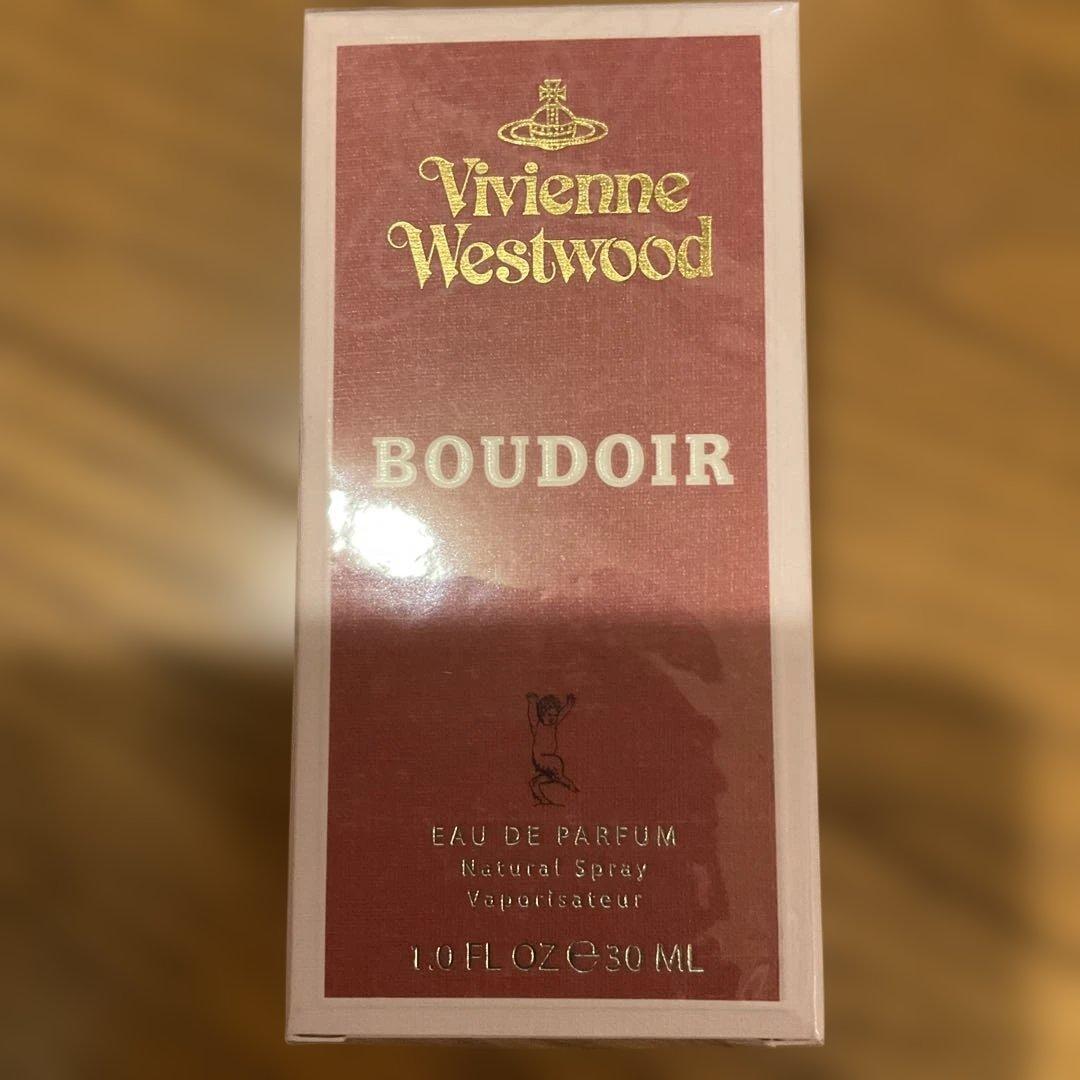 Vivienne
Westwood
BOUDOIR
EAU DE PARFUM
Natural Spray
Vaporisateur
1.0 FL OZ ℮ 30 ML